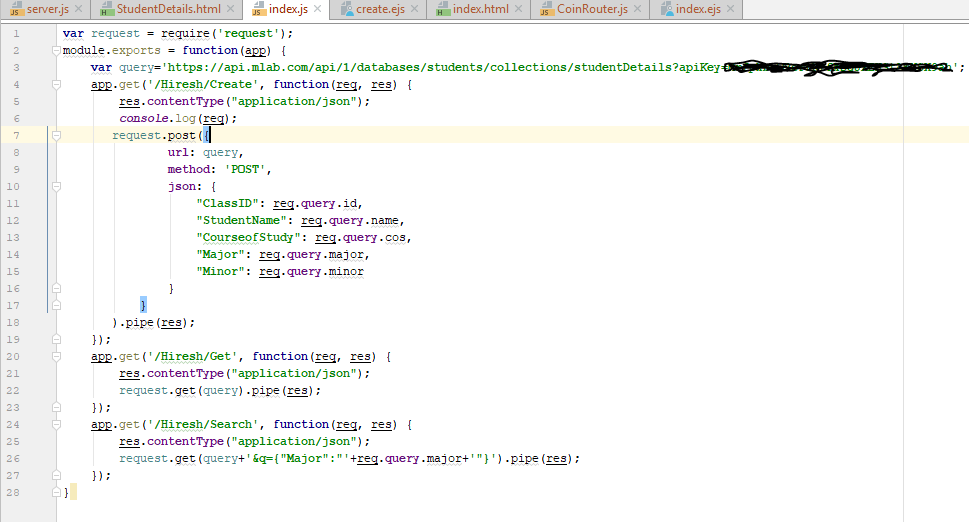 server.js StudentDetails.html index.js create.ejs index.html CoinRouter.js index.ejs
1 var request = require('request');
2 module.exports = function(app) {
3 var query='https://api.mlab.com/api/1/databases/students/collections/studentDetails?apiKey= ';
4 app.get('/Hiresh/Create', function(req, res) {
5 res.contentType("application/json");
6 console.log(req);
7 request.post({
8 url: query,
9 method: 'POST',
10 json: {
11 "ClassID": req.query.id,
12 "StudentName": req.query.name,
13 "CourseofStudy": req.query.cos,
14 "Major": req.query.major,
15 "Minor": req.query.minor
16 }
17 }
18 ).pipe(res);
19 });
20 app.get('/Hiresh/Get', function(req, res) {
21 res.contentType("application/json");
22 request.get(query).pipe(res);
23 });
24 app.get('/Hiresh/Search', function(req, res) {
25 res.contentType("application/json");
26 request.get(query+'&q={"Major":"'+req.query.major+'"}').pipe(res);
27 });
28 }